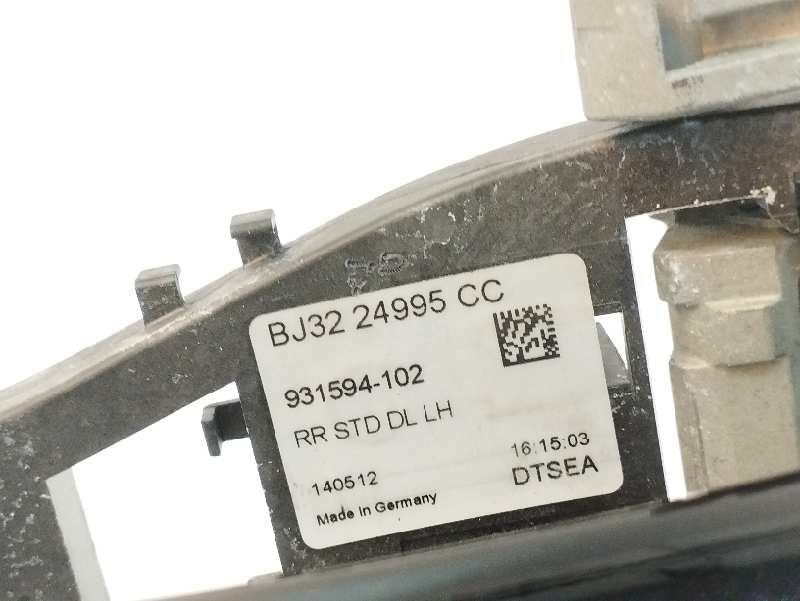 BJ32 24995 CC
931594-102
RR STD DL LH
140512 16:15:03
Made in Germany DTSEA